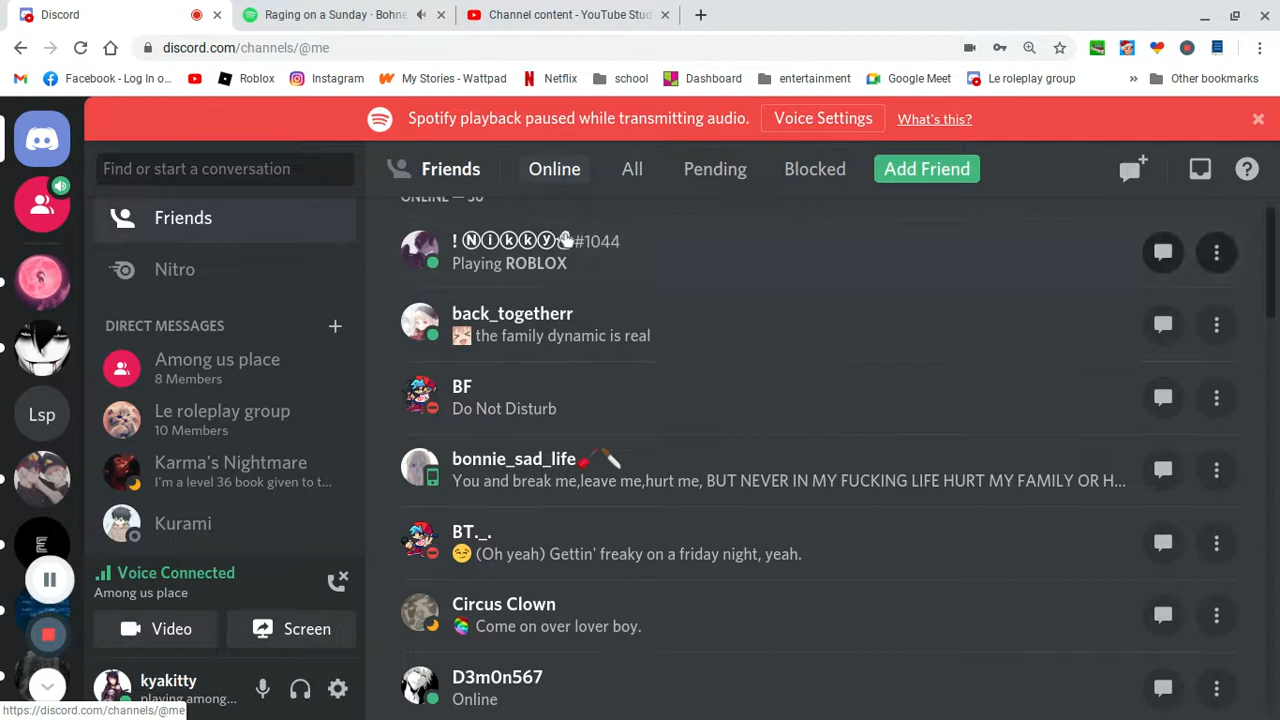 Discord
Raging on a Sunday · Bohne
Channel content - YouTube Stud
discord.com/channels/@me
Facebook - Log In o...
Roblox
Instagram
My Stories - Wattpad
Netflix
school
Dashboard
entertainment
Google Meet
Le roleplay group
»
Other bookmarks
Spotify playback paused while transmitting audio.
Voice Settings
What's this?
Find or start a conversation
Friends
Online
All
Pending
Blocked
Add Friend
Friends
Nitro
DIRECT MESSAGES
Among us place
8 Members
Le roleplay group
10 Members
Karma's Nightmare
I'm a level 36 book given to t...
Kurami
Voice Connected
Among us place
Video
Screen
kyakitty
playing among...
Lsp
E
! Ⓝⓘⓚⓚⓨ #1044
Playing ROBLOX
back_togetherr
the family dynamic is real
BF
Do Not Disturb
bonnie_sad_life
You and break me,leave me,hurt me, BUT NEVER IN MY FUCKING LIFE HURT MY FAMILY OR H...
BT._.
😏 (Oh yeah) Gettin' freaky on a friday night, yeah.
Circus Clown
Come on over lover boy.
D3m0n567
Online
https://discord.com/channels/@me